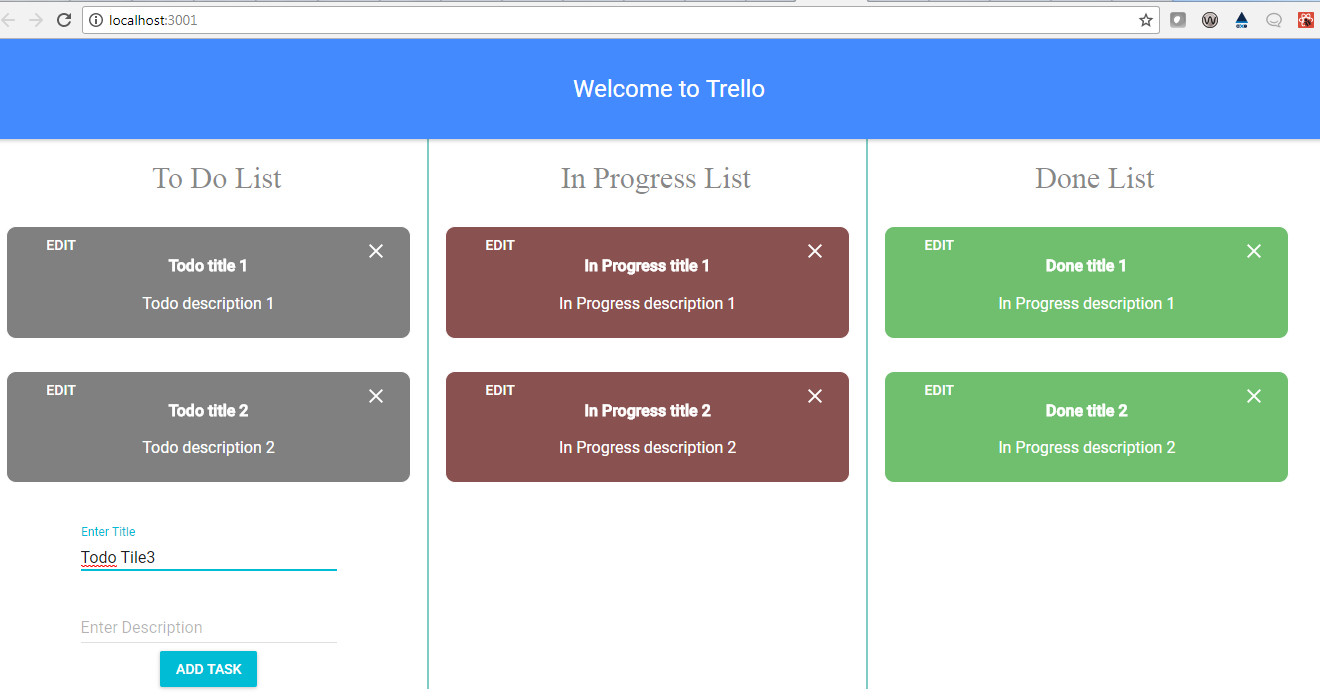 localhost:3001
Welcome to Trello
To Do List
EDIT
Todo title 1
Todo description 1
EDIT
Todo title 2
Todo description 2
Enter Title
Todo Tile3
Enter Description
ADD TASK
In Progress List
EDIT
In Progress title 1
In Progress description 1
EDIT
In Progress title 2
In Progress description 2
Done List
EDIT
Done title 1
In Progress description 1
EDIT
Done title 2
In Progress description 2